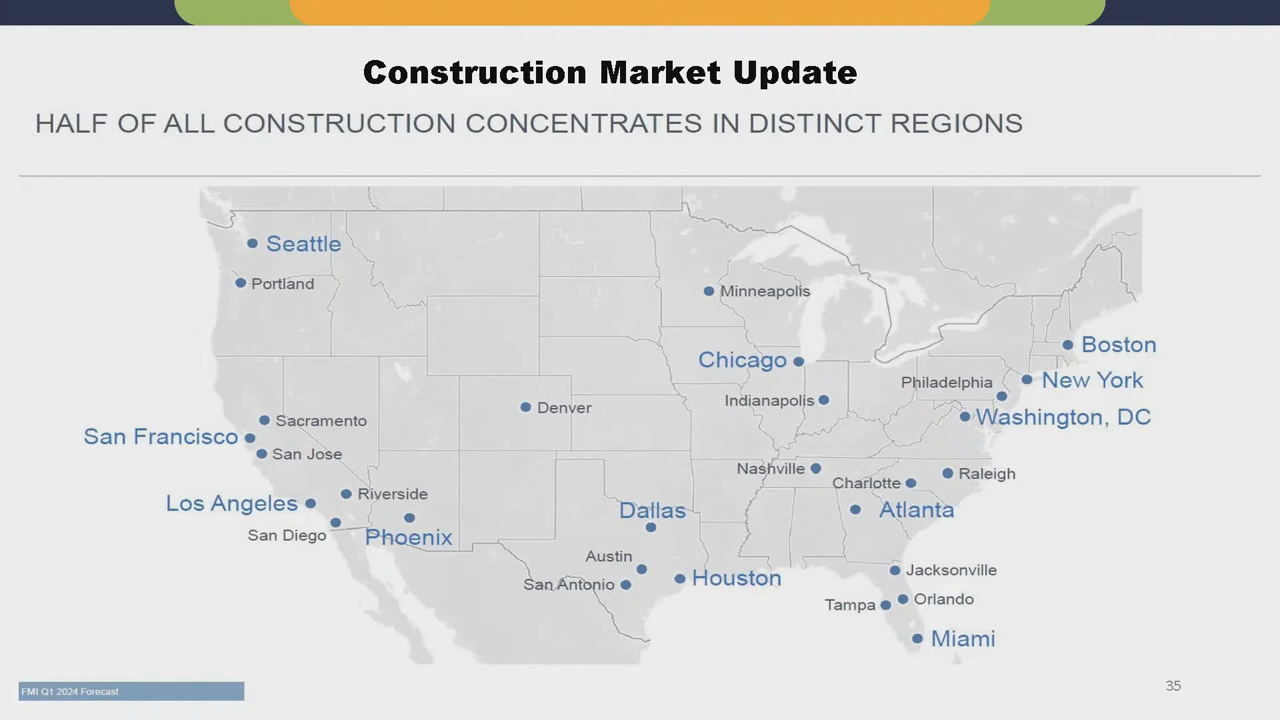 Construction Market Update
HALF OF ALL CONSTRUCTION CONCENTRATES IN DISTINCT REGIONS
Seattle
Portland
Minneapolis
Boston
Chicago
New York
Philadelphia
Indianapolis
Denver
Washington, DC
Sacramento
San Francisco
San Jose
Nashville
Raleigh
Charlotte
Riverside
Los Angeles
Dallas
Atlanta
San Diego
Phoenix
Austin
Jacksonville
San Antonio
Houston
Orlando
Tampa
Miami
FMI Q1 2024 Forecast
35